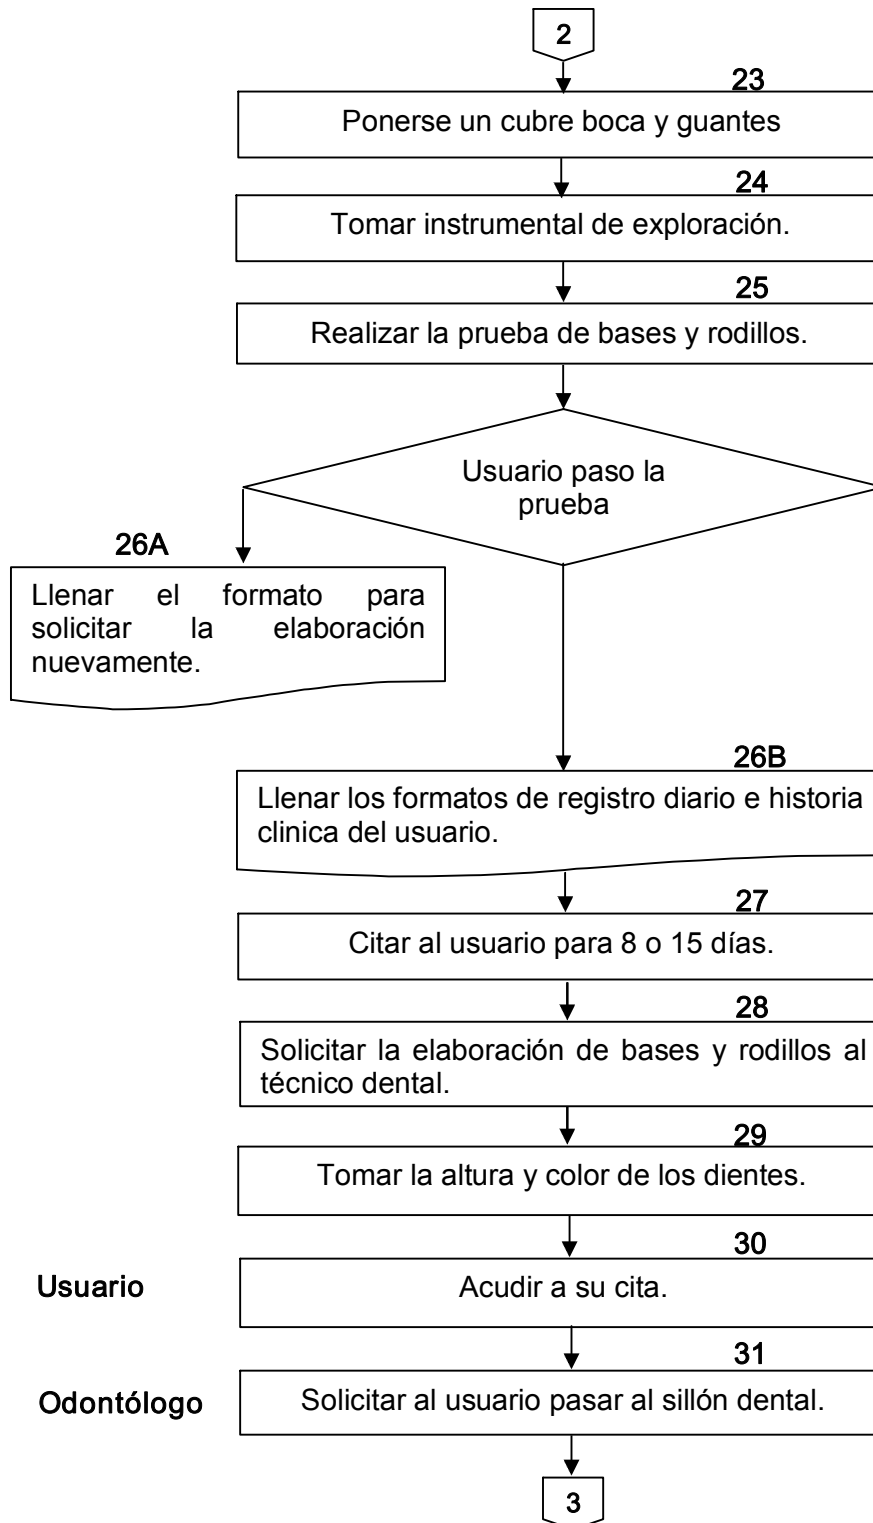 2
23
Ponerse un cubre boca y guantes
24
Tomar instrumental de exploración.
25
Realizar la prueba de bases y rodillos.
Usuario paso la
prueba
26A
Llenar el formato para
solicitar la elaboración
nuevamente.
26B
Llenar los formatos de registro diario e historia
clinica del usuario.
27
Citar al usuario para 8 o 15 días.
28
Solicitar la elaboración de bases y rodillos al
técnico dental.
29
Tomar la altura y color de los dientes.
30
Usuario
Acudir a su cita.
31
Odontólogo
Solicitar al usuario pasar al sillón dental.
3